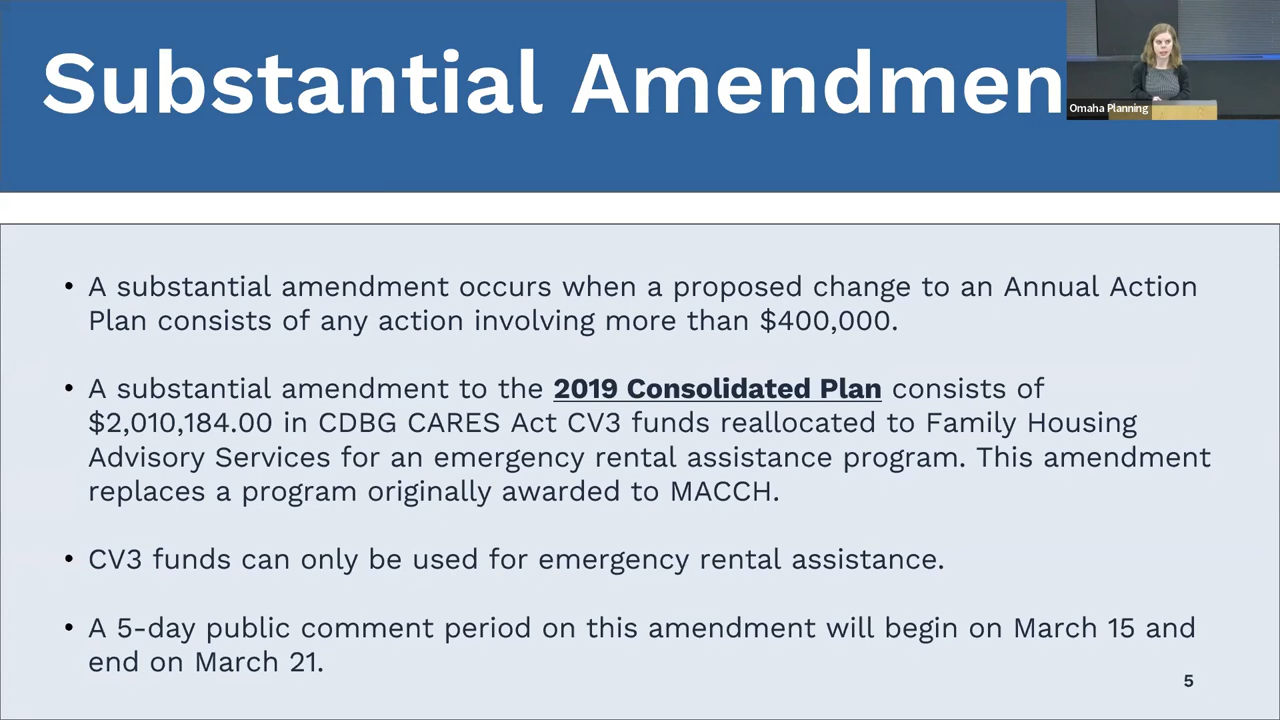 Substantial Amendmen
Omaha Planning
• A substantial amendment occurs when a proposed change to an Annual Action
Plan consists of any action involving more than $400,000.
• A substantial amendment to the 2019 Consolidated Plan consists of
$2,010,184.00 in CDBG CARES Act CV3 funds reallocated to Family Housing
Advisory Services for an emergency rental assistance program. This amendment
replaces a program originally awarded to MACCH.
• CV3 funds can only be used for emergency rental assistance.
• A 5-day public comment period on this amendment will begin on March 15 and
end on March 21.
5